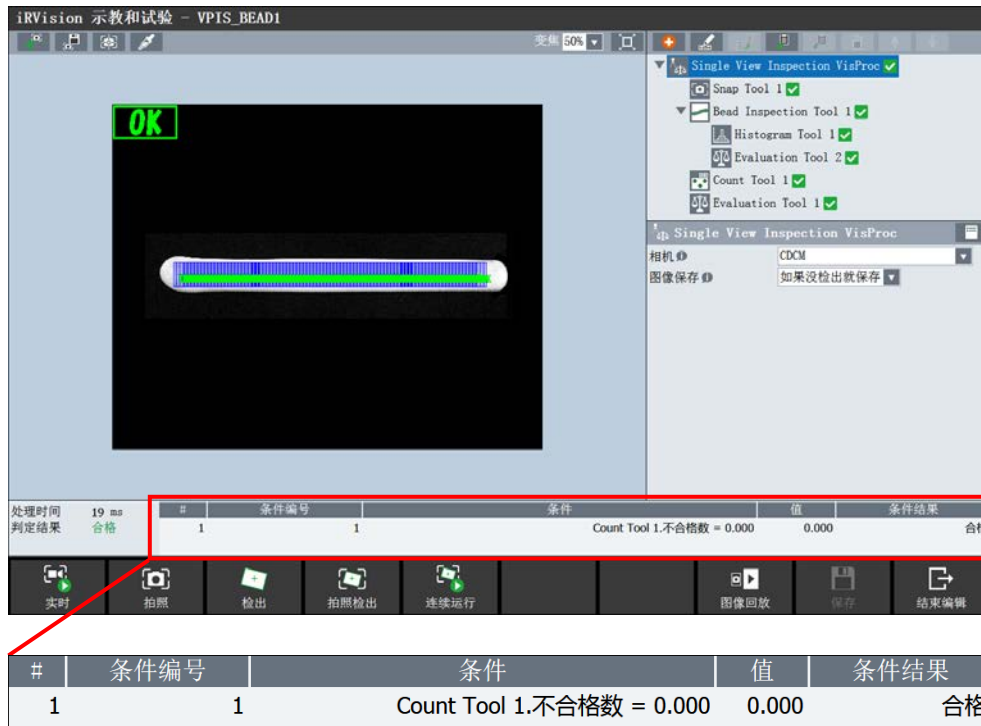 iRVision 示教和试验 - VPIS_BEAD1
变焦 50%
OK
Single View Inspection VisProc
Snap Tool 1
Bead Inspection Tool 1
Histogram Tool 1
Evaluation Tool 2
Count Tool 1
Evaluation Tool 1
Single View Inspection VisProc
相机 CDCM
图像保存 如果没检出就保存
处理时间 19 ms
判定结果 合格
# 条件编号 条件 值 条件结果
1 1 Count Tool 1.不合格数 = 0.000 0.000 合格
实时 拍照 检出 拍照检出 连续运行 图像回放 保存 结束编辑
# 条件编号 条件 值 条件结果
1 1 Count Tool 1.不合格数 = 0.000 0.000 合格